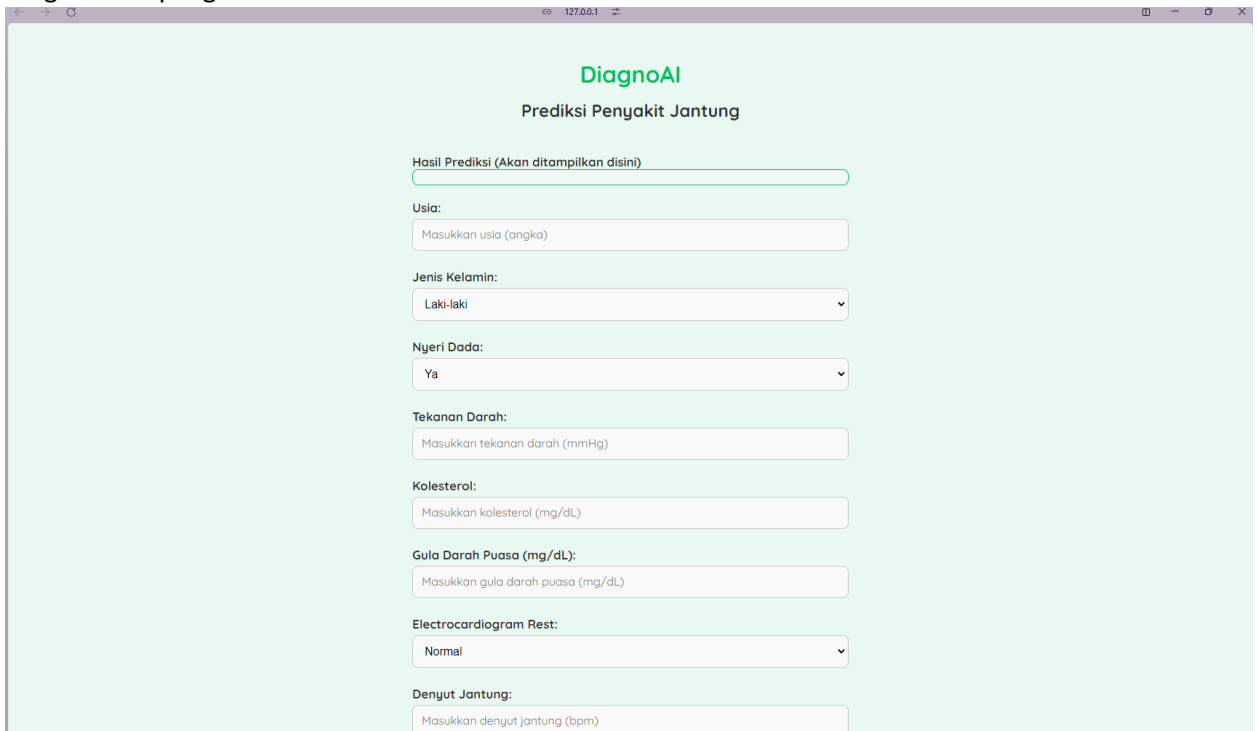 127.0.0.1
DiagnoAI
Prediksi Penyakit Jantung
Hasil Prediksi (Akan ditampilkan disini)
Usia:
Masukkan usia (angka)
Jenis Kelamin:
Laki-laki
Nyeri Dada:
Ya
Tekanan Darah:
Masukkan tekanan darah (mmHg)
Kolesterol:
Masukkan kolesterol (mg/dL)
Gula Darah Puasa (mg/dL):
Masukkan gula darah puasa (mg/dL)
Electrocardiogram Rest:
Normal
Denyut Jantung:
Masukkan denyut jantung (bpm)